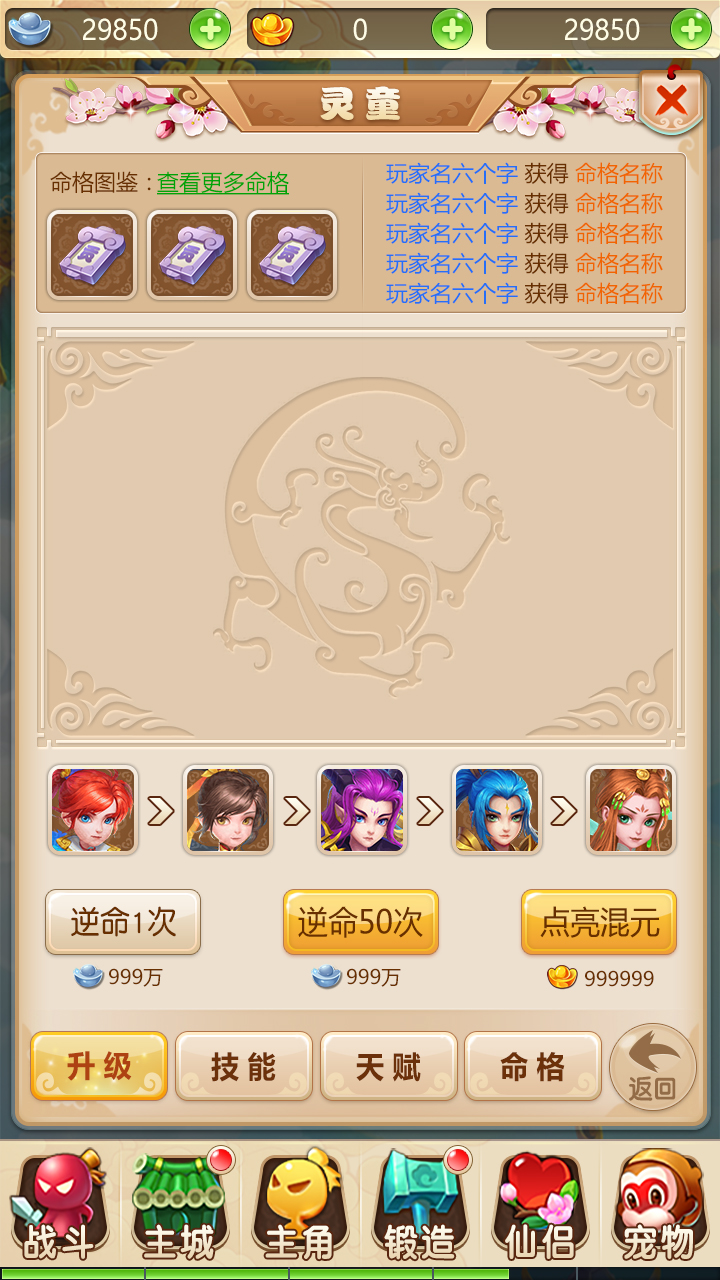 29850 0 29850
灵童
命格图鉴：查看更多命格
玩家名六个字 获得 命格名称
玩家名六个字 获得 命格名称
玩家名六个字 获得 命格名称
玩家名六个字 获得 命格名称
玩家名六个字 获得 命格名称
逆命1次 逆命50次 点亮混元
999万 999万 999999
升级 技能 天赋 命格 返回
战斗 主城 主角 锻造 仙侣 宠物